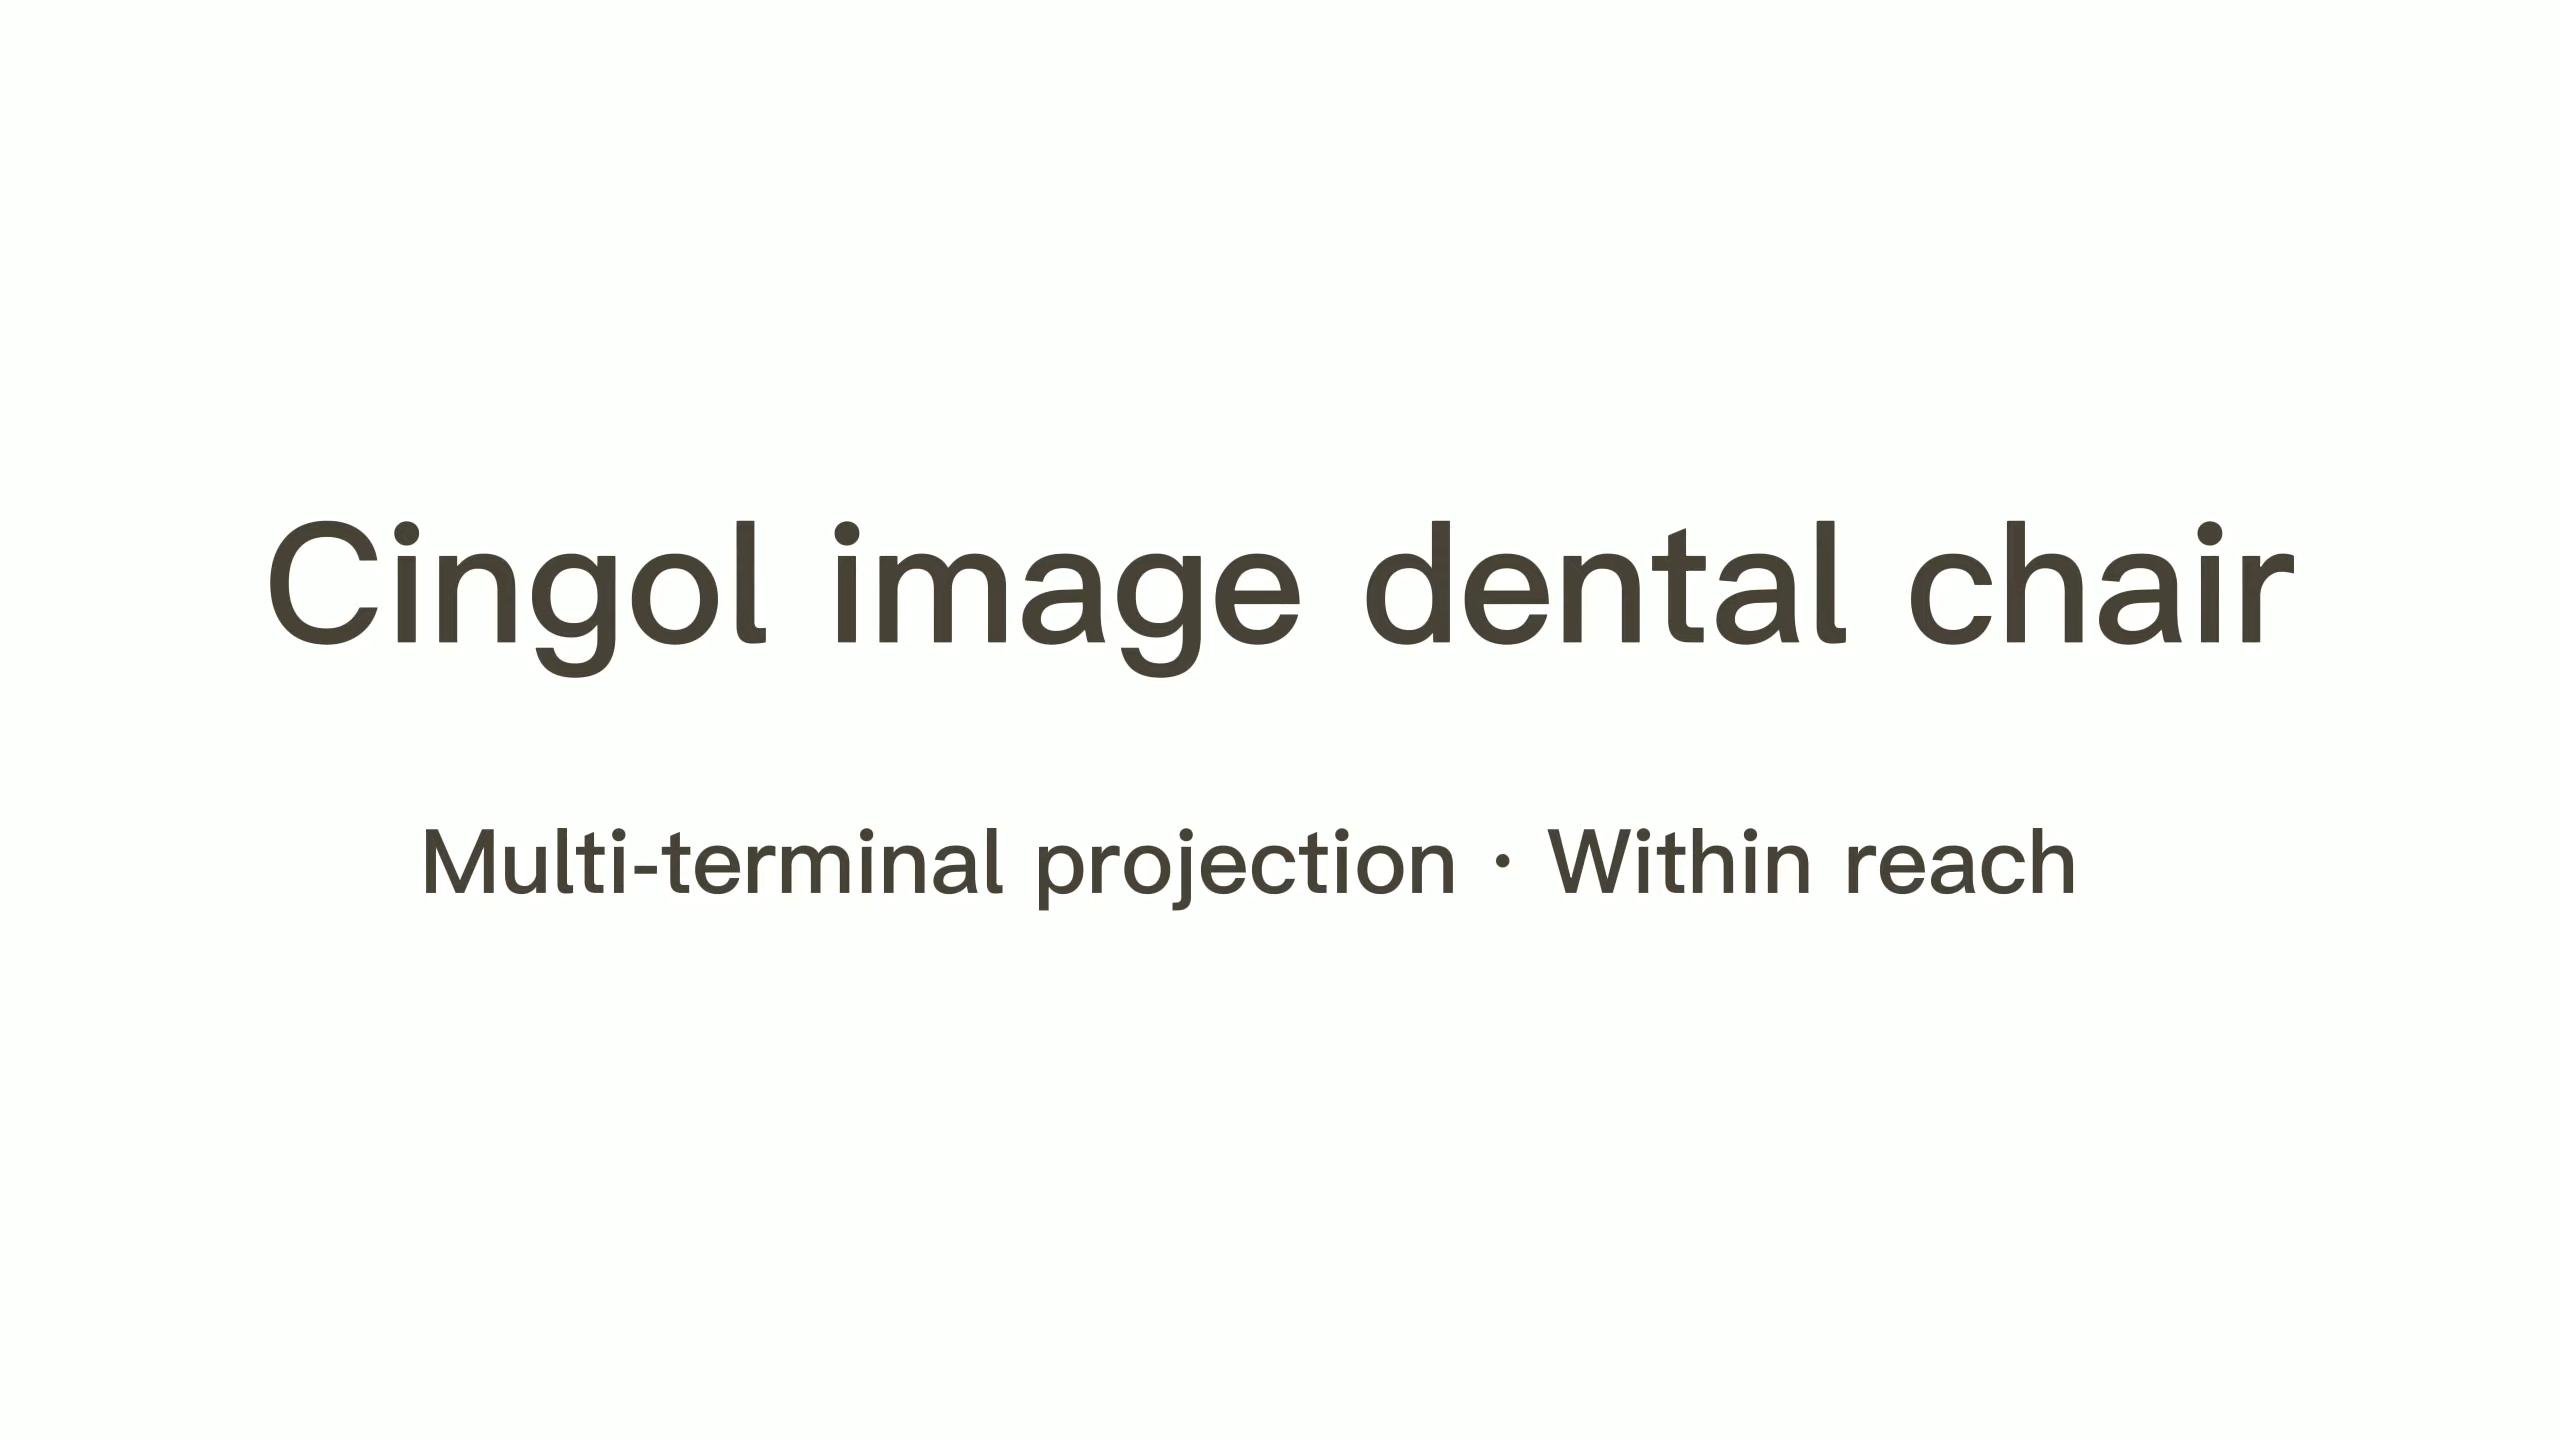 Cingol image dental chair
Multi-terminal projection · Within reach